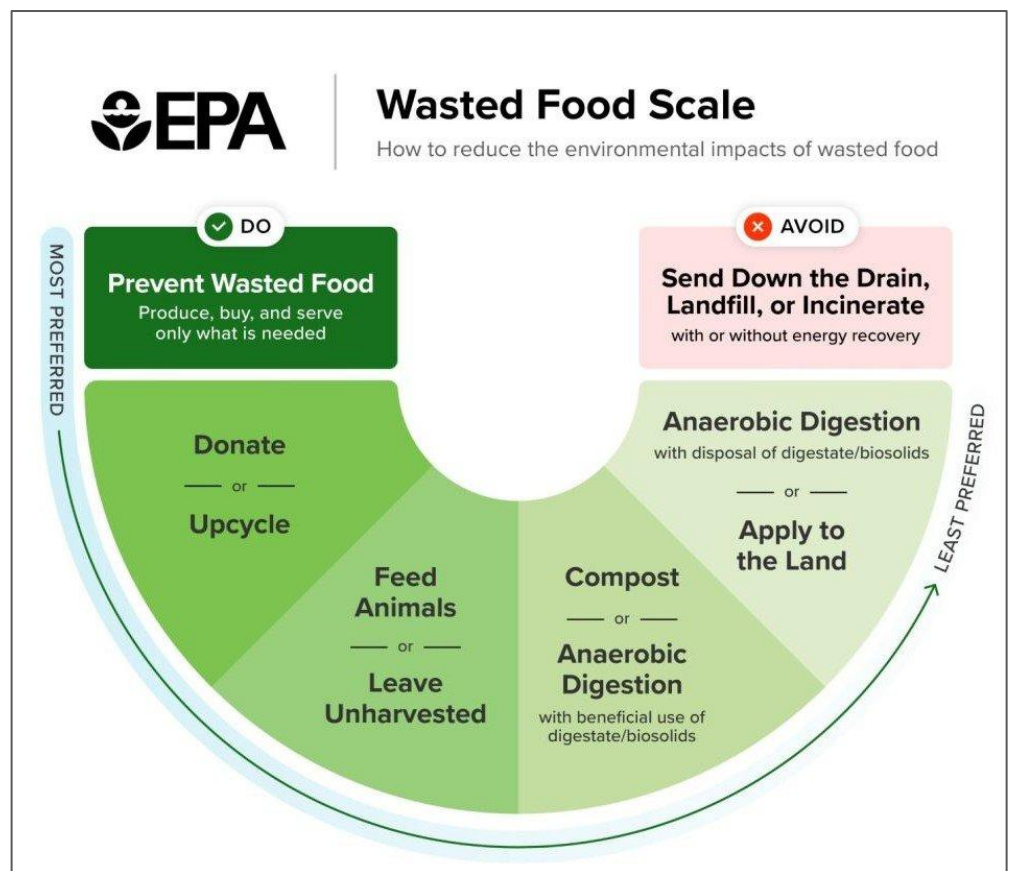 EPA
Wasted Food Scale
How to reduce the environmental impacts of wasted food
MOST PREFERRED
DO
Prevent Wasted Food
Produce, buy, and serve
only what is needed
Donate
or
Upcycle
Feed
Animals
or
Leave
Unharvested
Compost
or
Anaerobic
Digestion
with beneficial use of
digestate/biosolids
Anaerobic Digestion
with disposal of digestate/biosolids
or
Apply to
the Land
AVOID
Send Down the Drain,
Landfill, or Incinerate
with or without energy recovery
LEAST PREFERRED